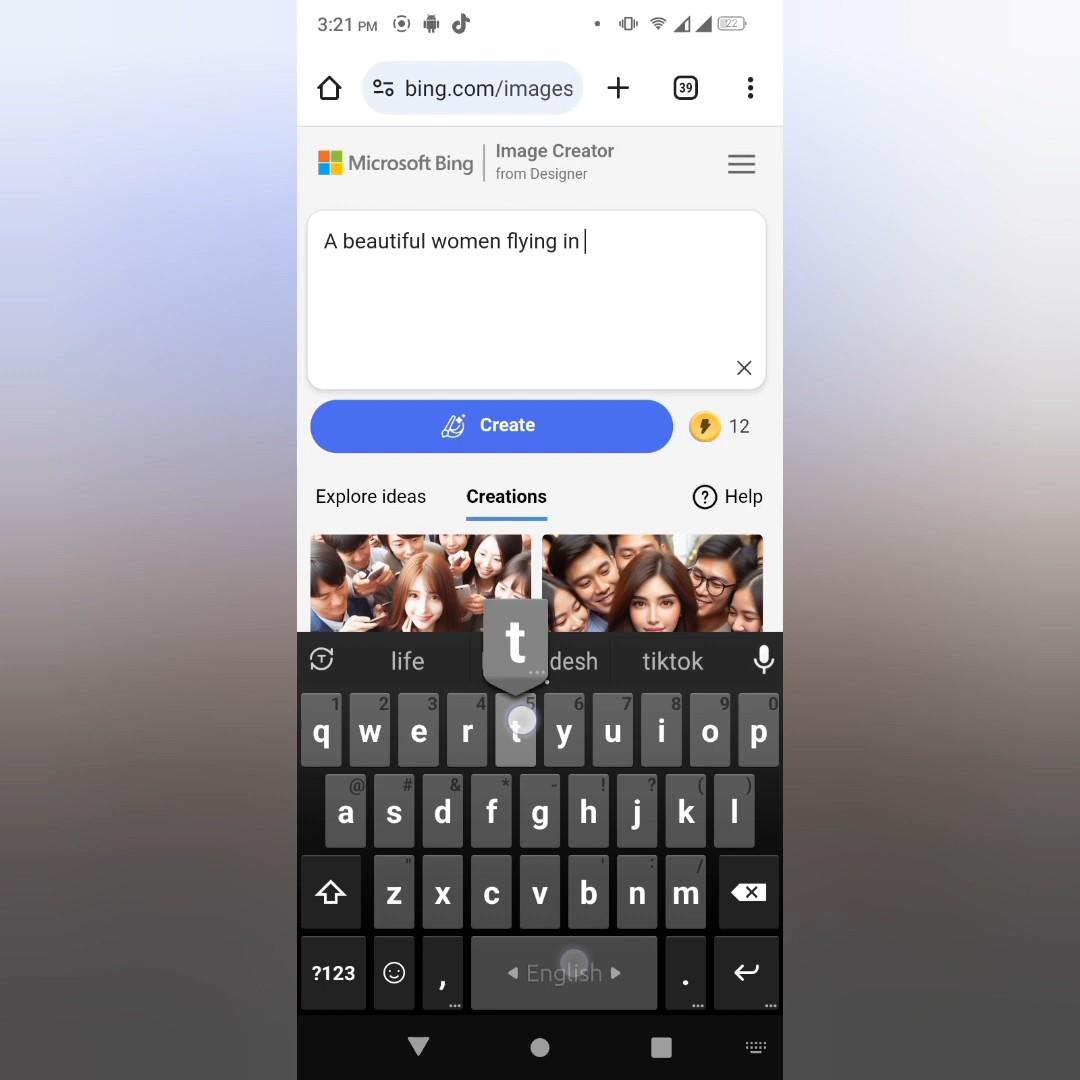 3:21 PM 22
bing.com/images 39
Microsoft Bing
Image Creator
from Designer
A beautiful women flying in
Create 12
Explore ideas Creations Help
t
life desh tiktok
1 2 3 4 5 6 7 8 9 0
q w e r t y u i o p
@ # & * - ! ? ( )
a s d f g h j k l
" ' : /
z x c v b n m
?123 , English .